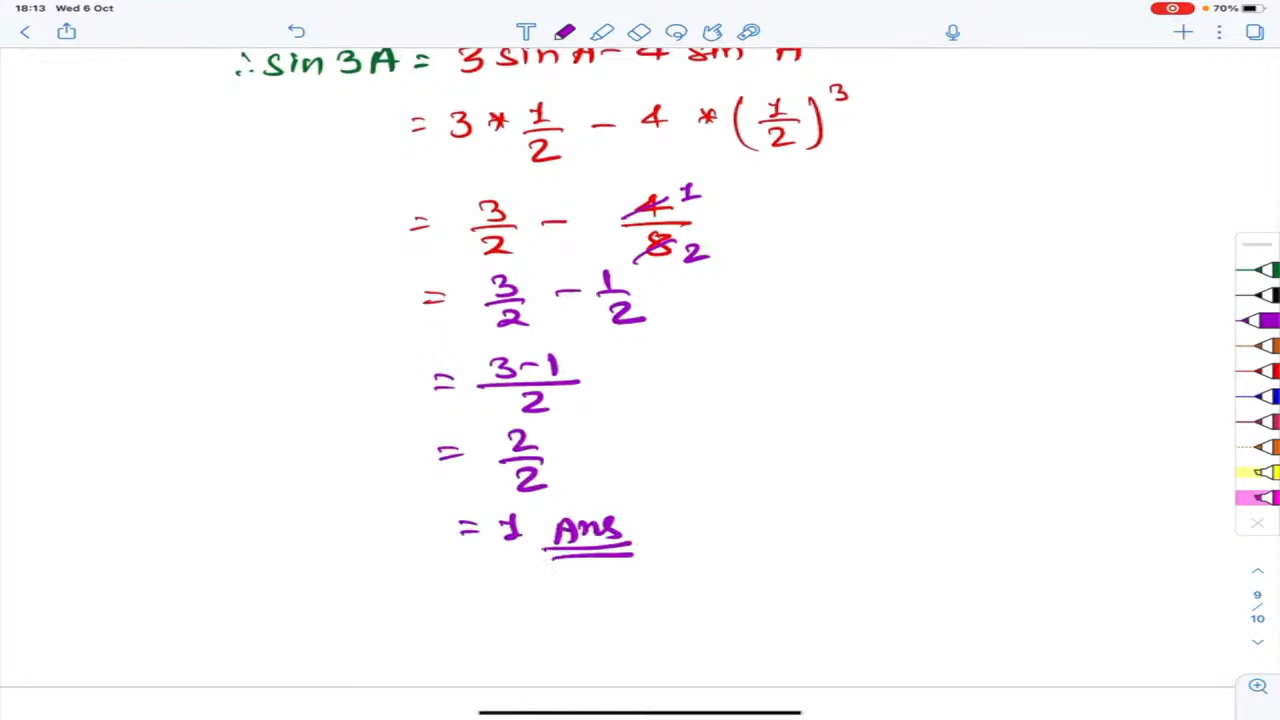 18:13 Wed 6 Oct
70%
∴ sin 3A = 3 sin A - 4 sin A
= 3 * 1/2 - 4 * (1/2)³
= 3/2 - 4/8 1 2
= 3/2 - 1/2
= 3-1/2
= 2/2
= 1 Ans
9
/
10